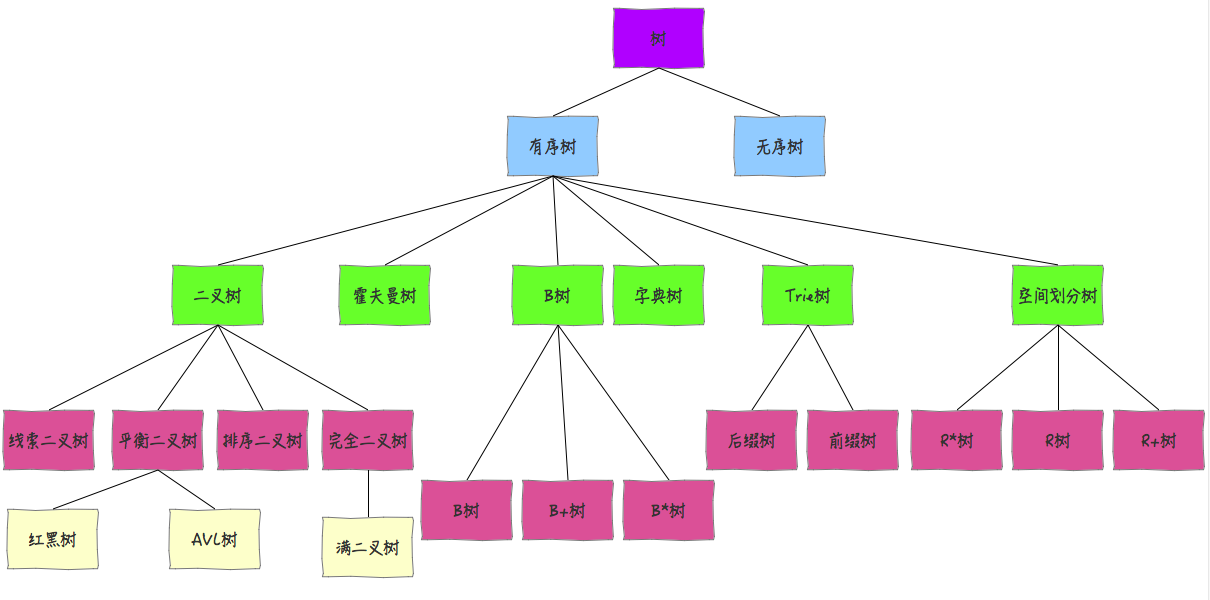 树
有序树
无序树
二叉树
霍夫曼树
B树
字典树
Trie树
空间划分树
线索二叉树
平衡二叉树
排序二叉树
完全二叉树
后缀树
前缀树
R*树
R树
R+树
B树
B+树
B*树
红黑树
AVL树
满二叉树